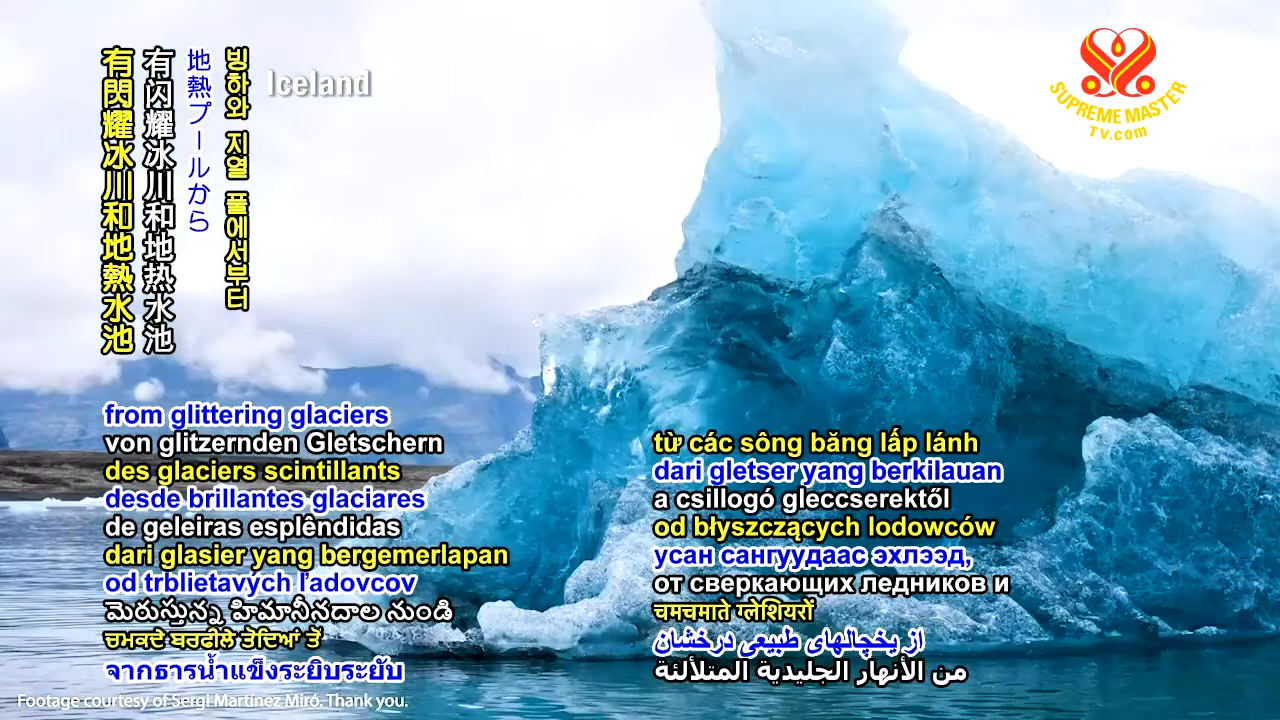 有閃耀冰川和地熱水池
有闪耀冰川和地热水池
地熱プールから
빙하와 지열 풀에서부터
Iceland
SUPREME MASTER
TV.com
from glittering glaciers
von glitzernden Gletschern
des glaciers scintillants
desde brillantes glaciares
de geleiras esplêndidas
dari glasier yang bergemerlapan
od trblietavých ľadovcov
మెరుస్తున్న హిమానీనదాల నుండి
ਚਮਕਦੇ ਬਰਫੀਲੇ ਤੋਦਿਆਂ ਤੋਂ
จากธารน้ำแข็งระยิบระยับ
từ các sông băng lấp lánh
dari gletser yang berkilauan
a csillogó gleccserektől
od błyszczących lodowców
усан сангуудаас эхлээд,
от сверкающих ледников и
चमचमाते ग्लेशियरों
از یخچالهای طبیعی درخشان
من الأنهار الجليدية المتلألئة
Footage courtesy of Sergi Martínez Miró. Thank you.